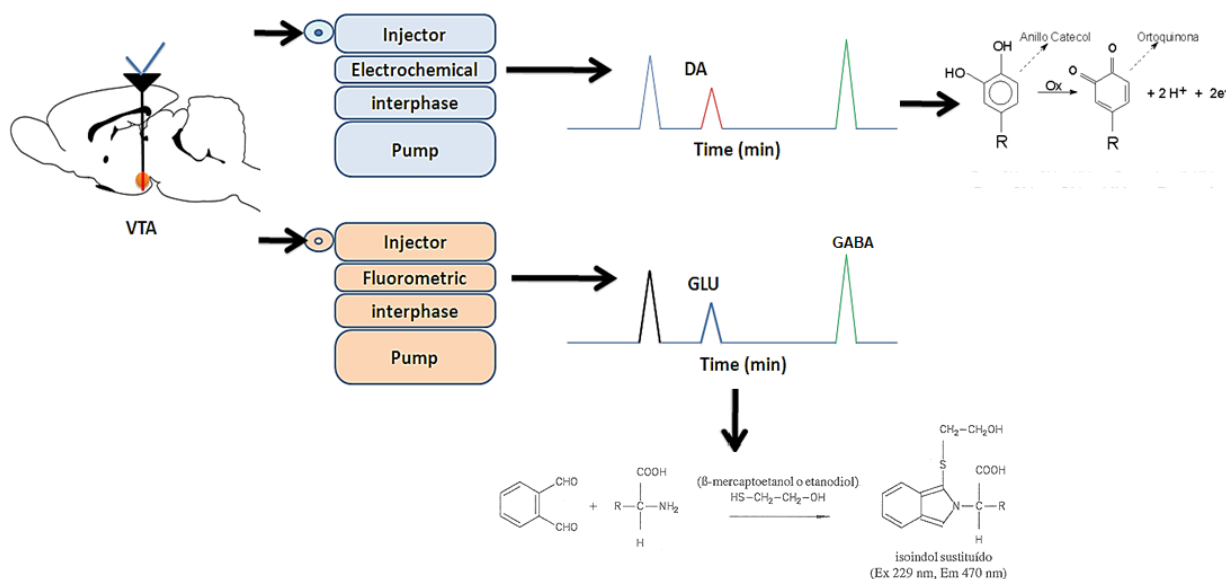 VTA
Injector
Electrochemical
interphase
Pump
DA
Time (min)
Anillo Catecol
Ortoquinona
OH
HO
R
Ox
O
O
R
+ 2 H+ + 2e
Injector
Fluorometric
interphase
Pump
GLU
GABA
Time (min)
CHO
CHO
+
COOH
R-C-NH2
H
(ß-mercaptoetanol o etanodiol)
HS-CH2-CH2-OH
CH2-CH2OH
S
COOH
N-C-R
H
isoindol sustituído
(Ex 229 nm, Em 470 nm)